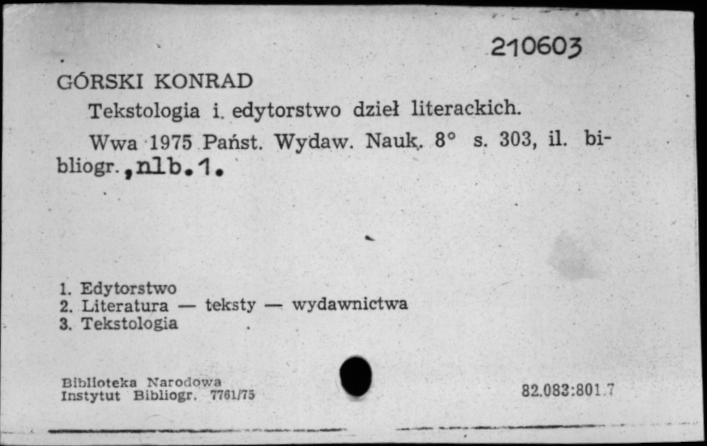 210603
GÓRSKI KONRAD
Tekstologia i edytorstwo dzieł literackich.
Wwa 1975 Państ. Wydaw. Nauk. 8° s. 303, il. bi-
bliogr., nlb. 1.
1. Edytorstwo
2. Literatura — teksty — wydawnictwa
3. Tekstologia
Biblioteka Narodowa
Instytut Bibliogr. 7761/75
82.083:801.7